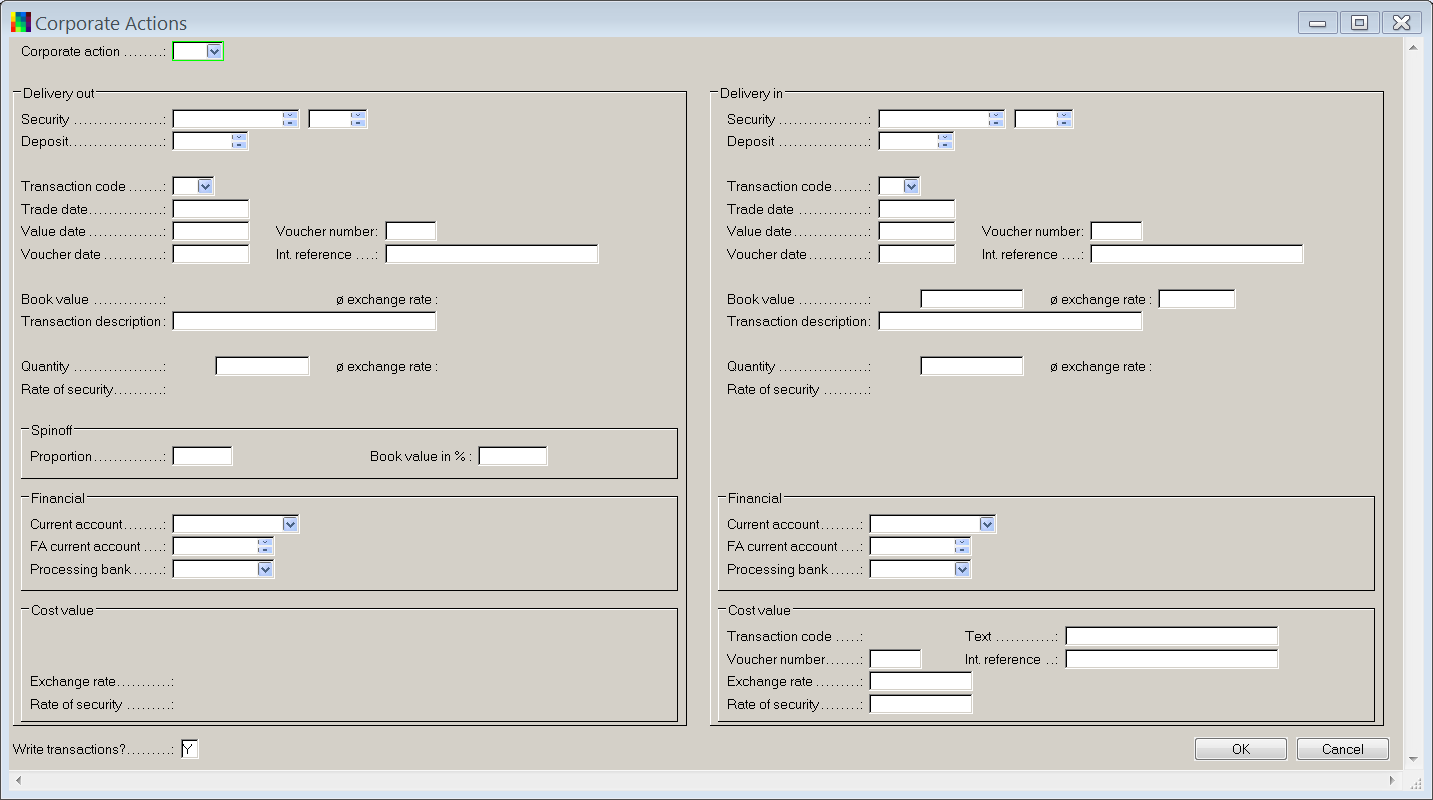 Corporate Actions
Corporate action ........:
Delivery out
Security .................:
Deposit..................:
Transaction code .......:
Trade date..............:
Value date .............: Voucher number:
Voucher date ...........: Int. reference ....:
Book value .............: ø exchange rate :
Transaction description:
Quantity .................: ø exchange rate :
Rate of security.........:
Spinoff
Proportion..............: Book value in % :
Financial
Current account........:
FA current account ....:
Processing bank ......:
Cost value
Exchange rate...........:
Rate of security ........:
Delivery in
Security .................:
Deposit .................:
Transaction code.......:
Trade date .............:
Value date .............: Voucher number:
Voucher date...........: Int. reference ....:
Book value .............: ø exchange rate :
Transaction description:
Quantity .................: ø exchange rate :
Rate of security ........:
Financial
Current account........:
FA current account ....:
Processing bank ......:
Cost value
Transaction code .....: Text ............:
Voucher number.......: Int. reference ..:
Exchange rate .........:
Rate of security........:
Write transactions?.........: Y
OK Cancel